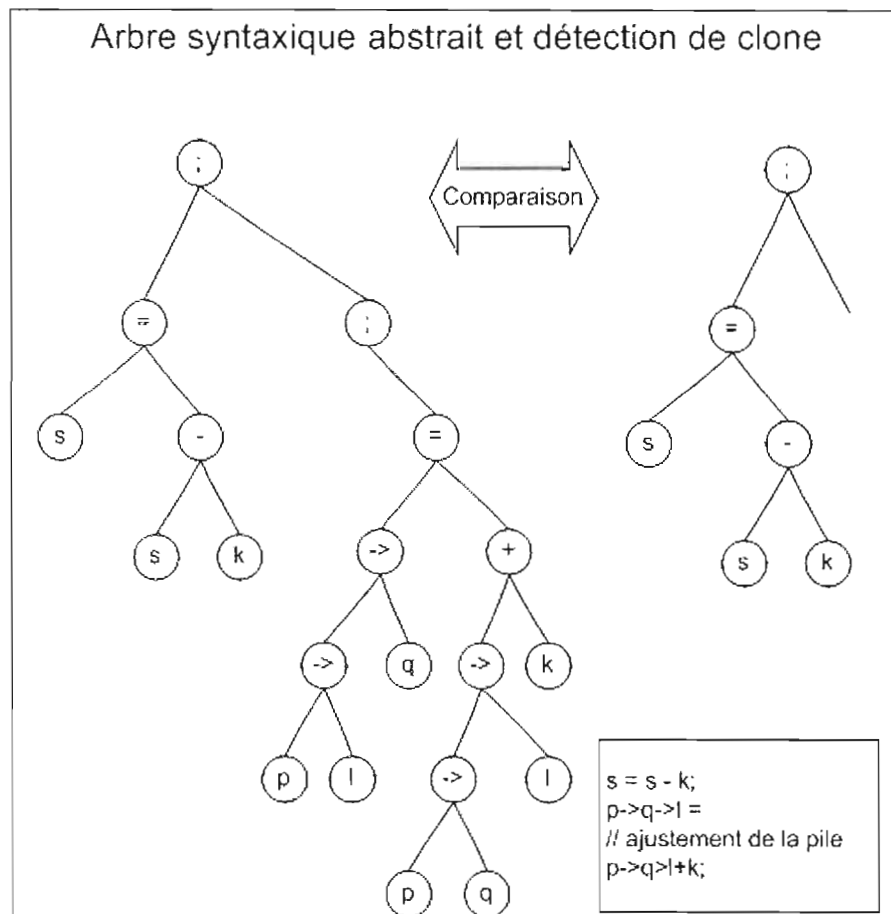 Arbre syntaxique abstrait et détection de clone
; Comparaison ;
= ; =
s - = s -
s k -> + s k
-> q -> k
p l -> l
p q
s = s - k;
p->q->l =
// ajustement de la pile
p->q>l+k;